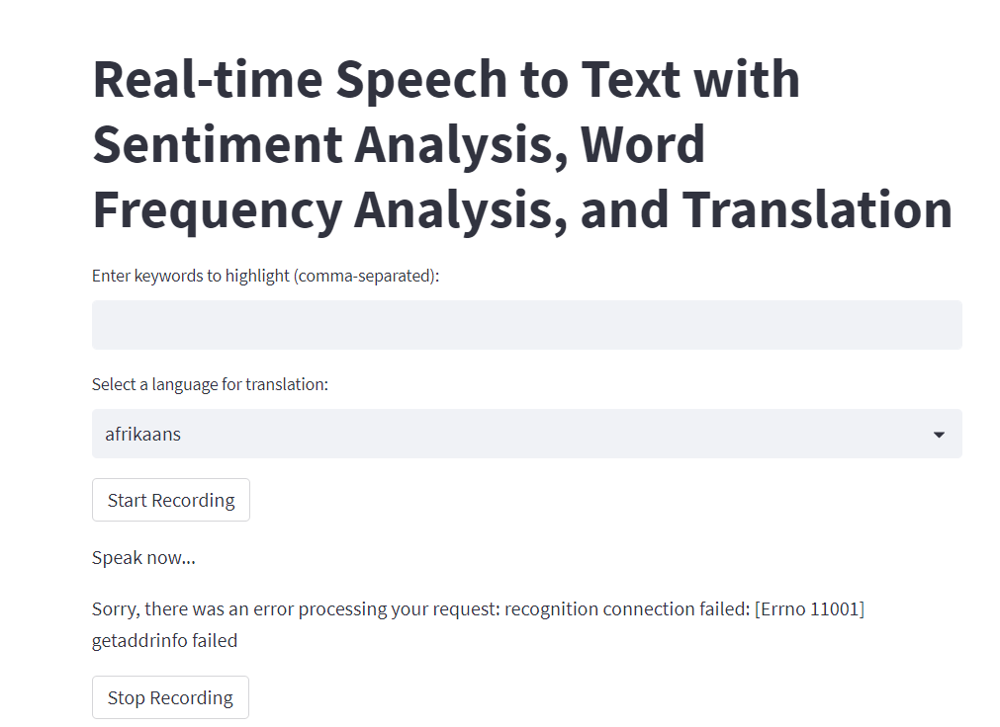 Real-time Speech to Text with
Sentiment Analysis, Word
Frequency Analysis, and Translation
Enter keywords to highlight (comma-separated):
Select a language for translation:
afrikaans
Start Recording
Speak now...
Sorry, there was an error processing your request: recognition connection failed: [Errno 11001]
getaddrinfo failed
Stop Recording